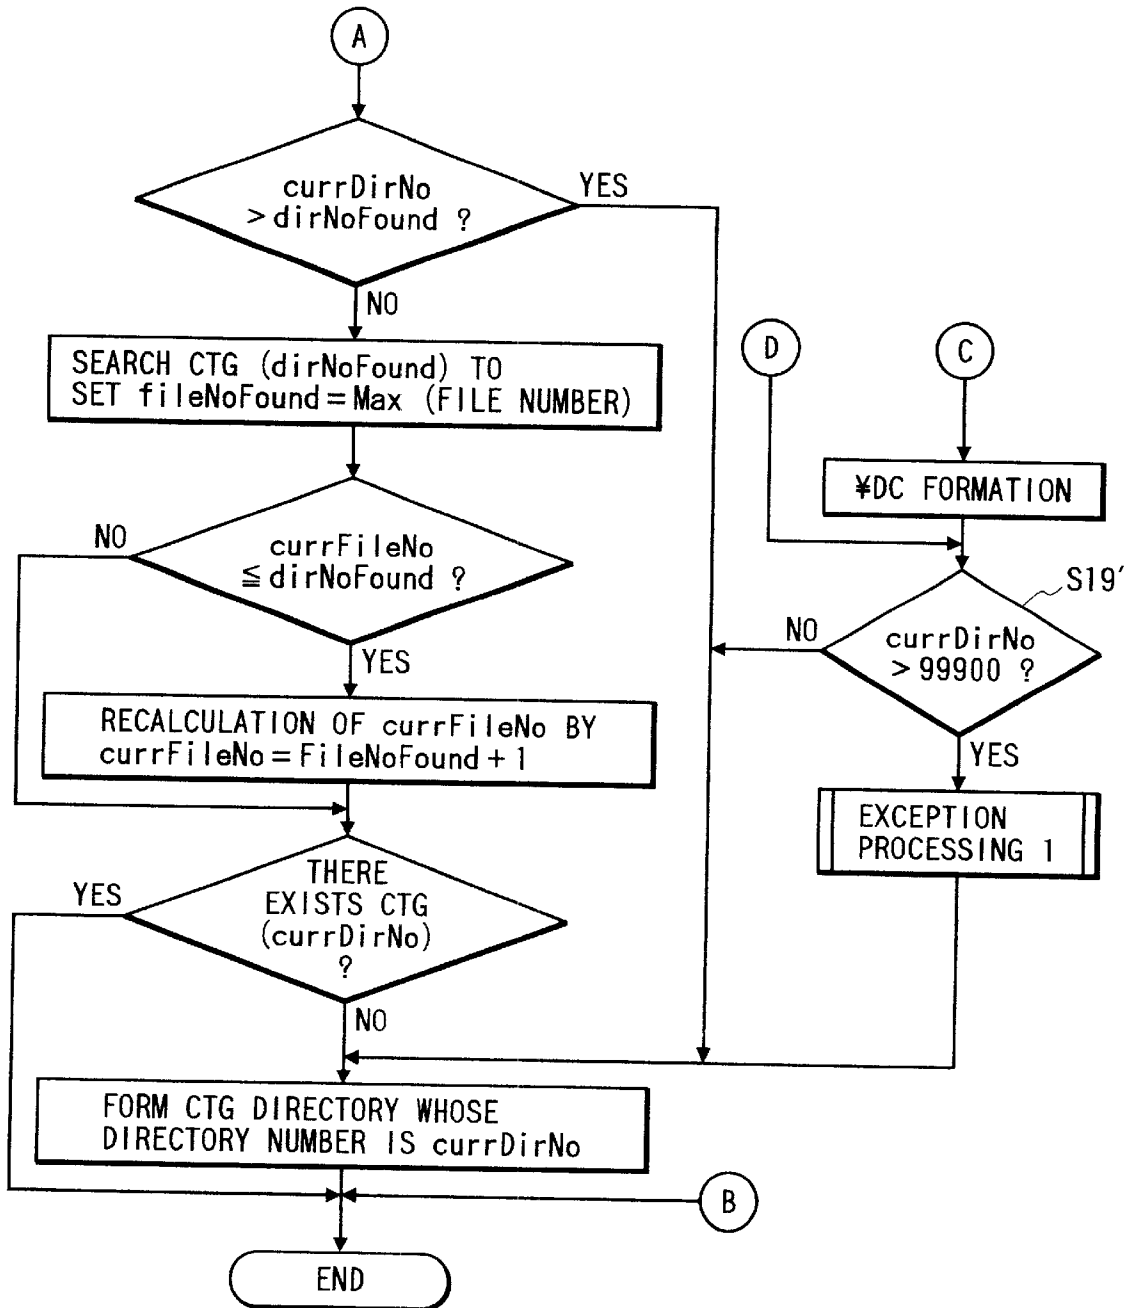 A
currDirNo
> dirNoFound ?
YES
NO
SEARCH CTG (dirNoFound) TO
SET fileNoFound = Max (FILE NUMBER)
D
C
¥DC FORMATION
NO
currFileNo
≦ dirNoFound ?
YES
S19'
NO
currDirNo
> 99900 ?
YES
RECALCULATION OF currFileNo BY
currFileNo = FileNoFound + 1
EXCEPTION
PROCESSING 1
YES
THERE
EXISTS CTG
(currDirNo)
?
NO
FORM CTG DIRECTORY WHOSE
DIRECTORY NUMBER IS currDirNo
B
END